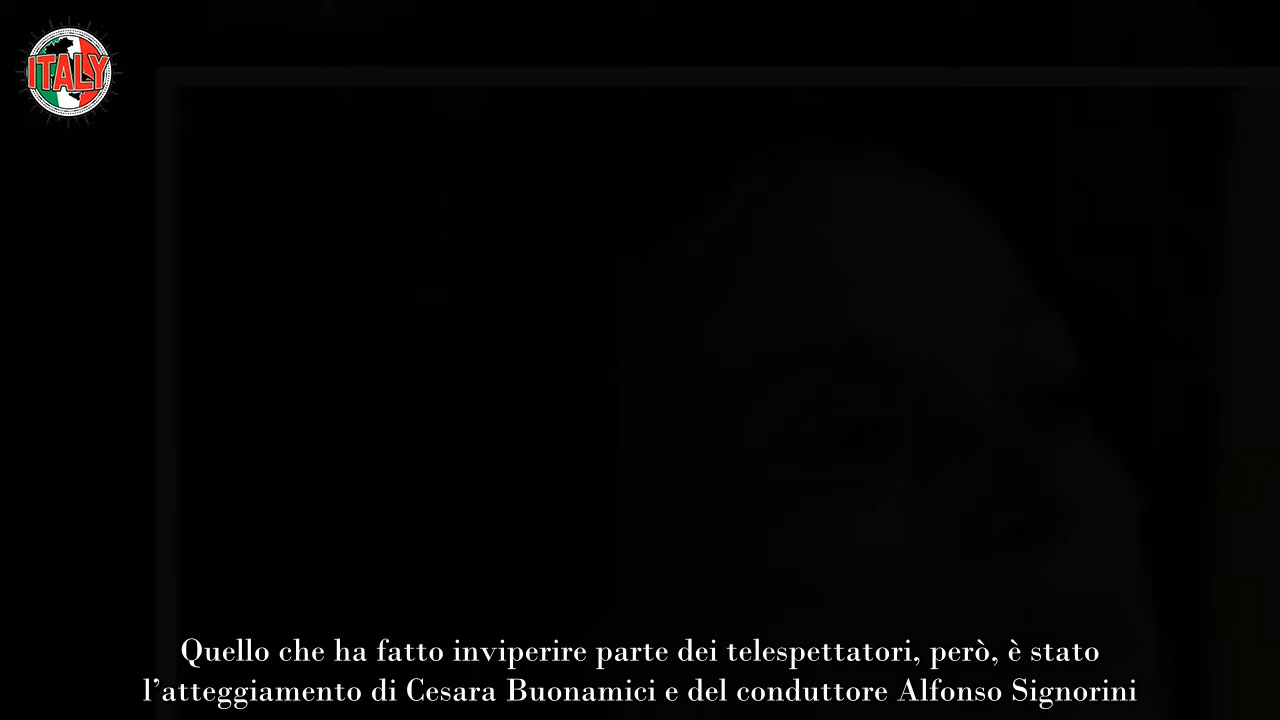 ITALY
Quello che ha fatto inviperire parte dei telespettatori, però, è stato
l’atteggiamento di Cesara Buonamici e del conduttore Alfonso Signorini